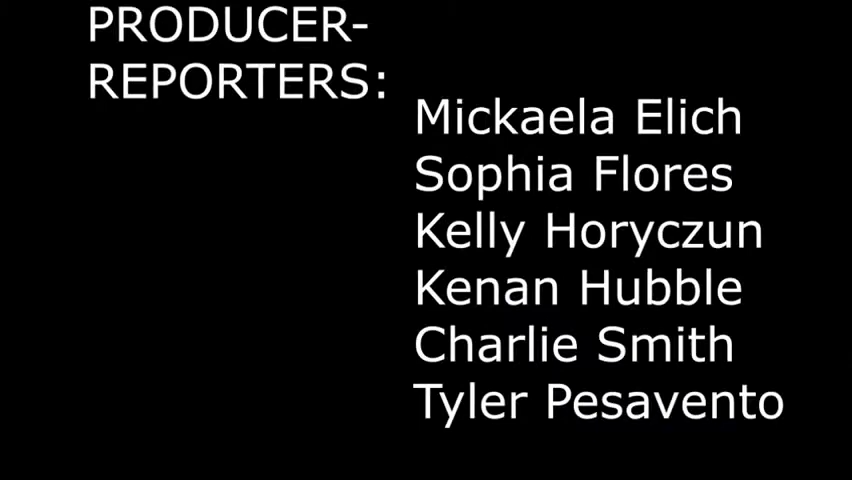 PRODUCER-
REPORTERS:
Mickaela Elich
Sophia Flores
Kelly Horyczun
Kenan Hubble
Charlie Smith
Tyler Pesavento